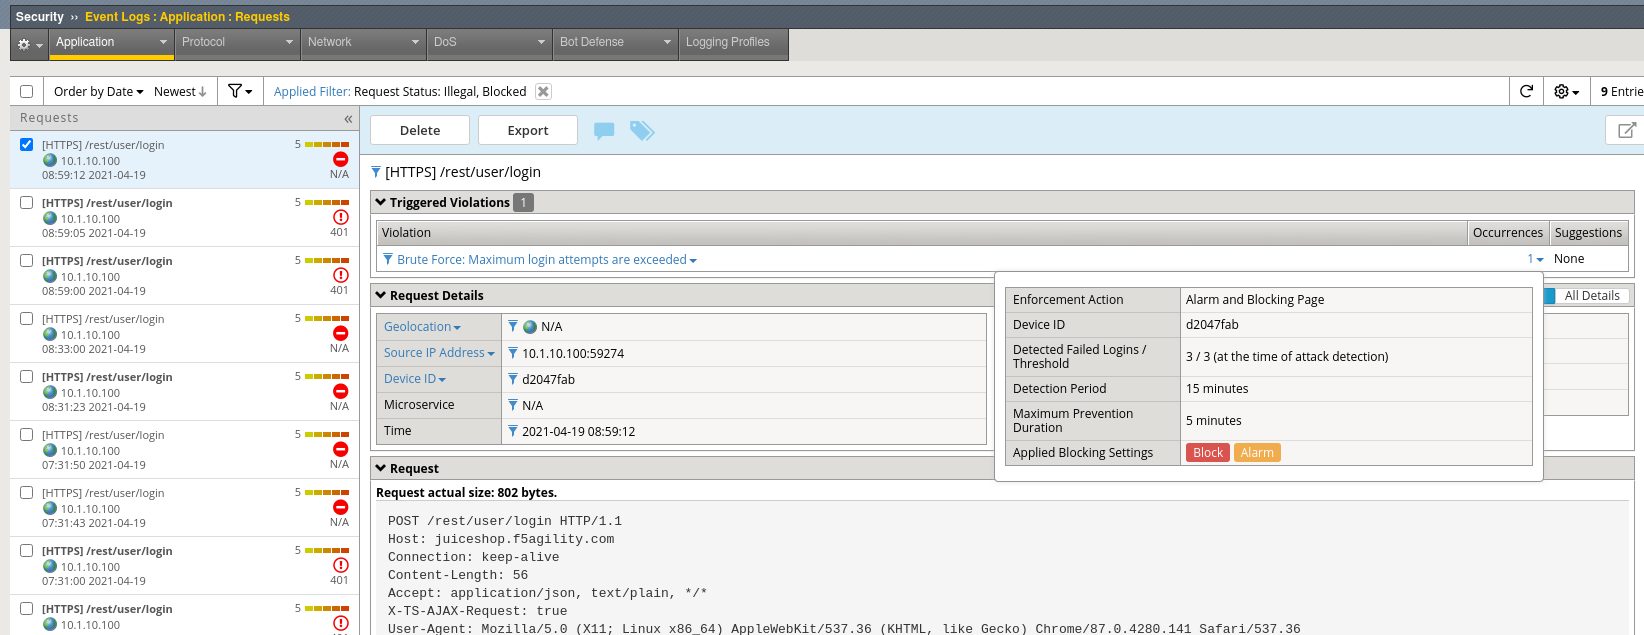 Security ›› Event Logs : Application : Requests
Application Protocol Network DoS Bot Defense Logging Profiles
Order by Date Newest Applied Filter: Request Status: Illegal, Blocked 9 Entrie
Requests «
[HTTPS] /rest/user/login 5
10.1.10.100
08:59:12 2021-04-19 N/A
[HTTPS] /rest/user/login 5
10.1.10.100
08:59:05 2021-04-19 401
[HTTPS] /rest/user/login 5
10.1.10.100
08:59:00 2021-04-19 401
[HTTPS] /rest/user/login 5
10.1.10.100
08:33:00 2021-04-19 N/A
[HTTPS] /rest/user/login 5
10.1.10.100
08:31:23 2021-04-19 N/A
[HTTPS] /rest/user/login 5
10.1.10.100
07:31:50 2021-04-19 N/A
[HTTPS] /rest/user/login 5
10.1.10.100
07:31:43 2021-04-19 N/A
[HTTPS] /rest/user/login 5
10.1.10.100
07:31:00 2021-04-19 401
[HTTPS] /rest/user/login 5
10.1.10.100
Delete Export
[HTTPS] /rest/user/login
Triggered Violations 1
Violation Occurrences Suggestions
Brute Force: Maximum login attempts are exceeded 1 None
Request Details All Details
Geolocation N/A
Source IP Address 10.1.10.100:59274
Device ID d2047fab
Microservice N/A
Time 2021-04-19 08:59:12
Enforcement Action Alarm and Blocking Page
Device ID d2047fab
Detected Failed Logins / Threshold 3 / 3 (at the time of attack detection)
Detection Period 15 minutes
Maximum Prevention Duration 5 minutes
Applied Blocking Settings Block Alarm
Request
Request actual size: 802 bytes.
POST /rest/user/login HTTP/1.1
Host: juiceshop.f5agility.com
Connection: keep-alive
Content-Length: 56
Accept: application/json, text/plain, */*
X-TS-AJAX-Request: true
User-Agent: Mozilla/5.0 (X11; Linux x86_64) AppleWebKit/537.36 (KHTML, like Gecko) Chrome/87.0.4280.141 Safari/537.36